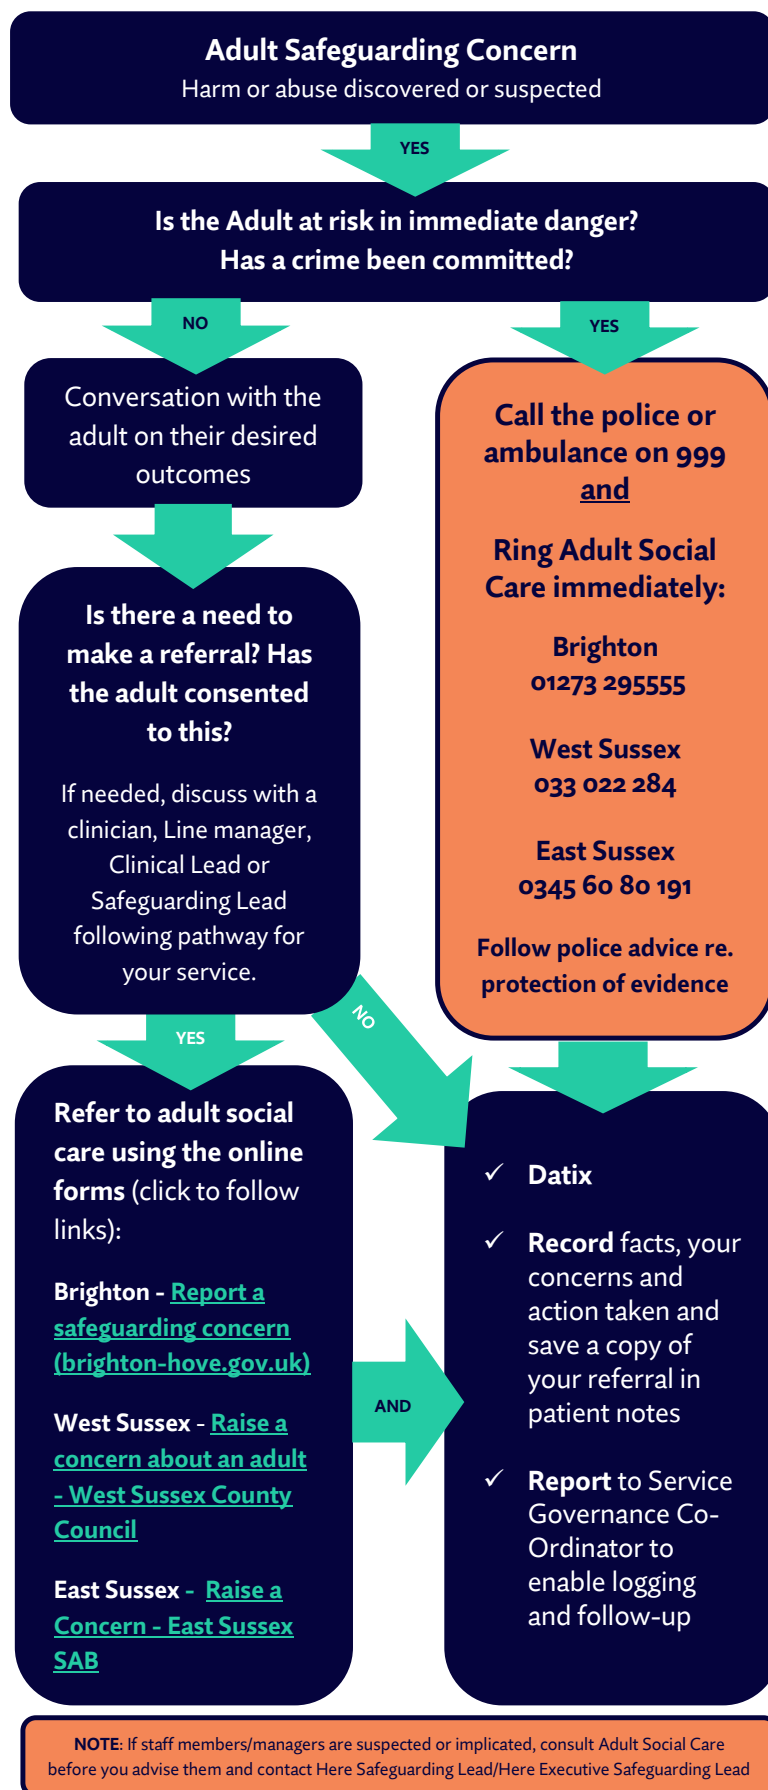 Adult Safeguarding Concern
Harm or abuse discovered or suspected
YES
Is the Adult at risk in immediate danger?
Has a crime been committed?
NO
YES
Conversation with the
adult on their desired
outcomes
Call the police or
ambulance on 999
and
Ring Adult Social
Care immediately:
Brighton
01273 295555
West Sussex
033 022 284
East Sussex
0345 60 80 191
Follow police advice re.
protection of evidence
Is there a need to
make a referral? Has
the adult consented
to this?
If needed, discuss with a
clinician, Line manager,
Clinical Lead or
Safeguarding Lead
following pathway for
your service.
YES
NO
Refer to adult social
care using the online
forms (click to follow
links):
Brighton - Report a
safeguarding concern
(brighton-hove.gov.uk)
West Sussex - Raise a
concern about an adult
- West Sussex County
Council
East Sussex - Raise a
Concern - East Sussex
SAB
AND
✓ Datix
✓ Record facts, your
concerns and
action taken and
save a copy of
your referral in
patient notes
✓ Report to Service
Governance Co-
Ordinator to
enable logging
and follow-up
NOTE: If staff members/managers are suspected or implicated, consult Adult Social Care
before you advise them and contact Here Safeguarding Lead/Here Executive Safeguarding Lead